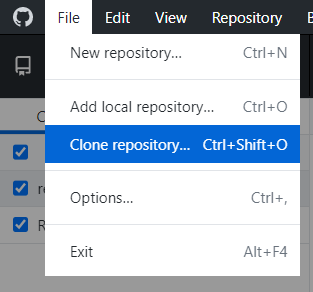 File Edit View Repository
New repository... Ctrl+N
Add local repository... Ctrl+O
Clone repository... Ctrl+Shift+O
Options... Ctrl+,
Exit Alt+F4